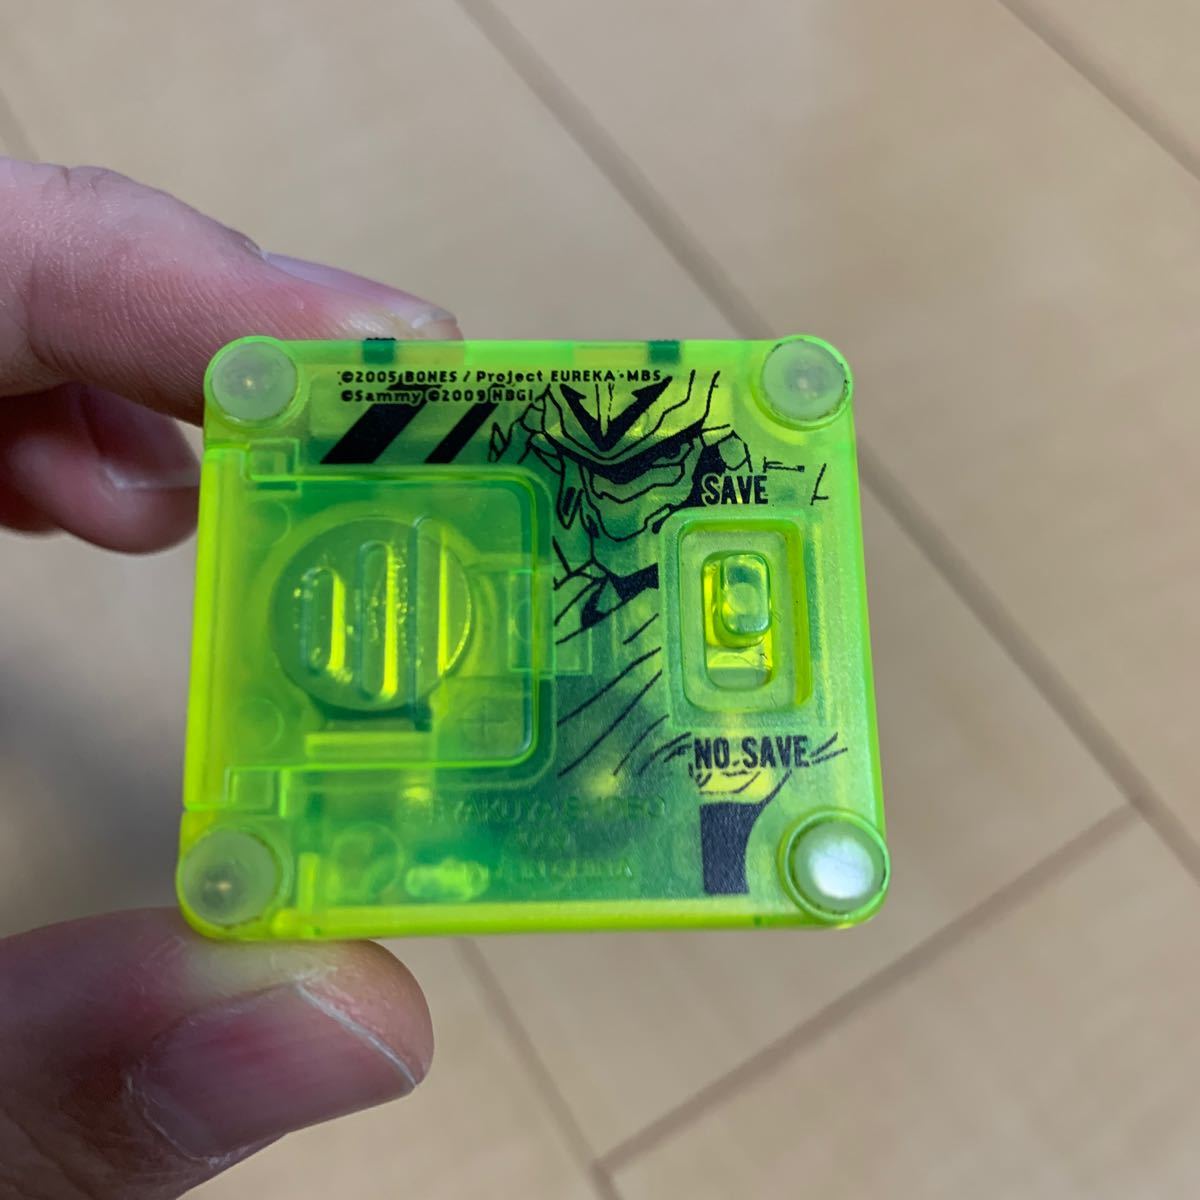 ©2005 BONES / Project EUREKA・MBS
©Sammy ©2009 NBGI
SAVE
NO SAVE